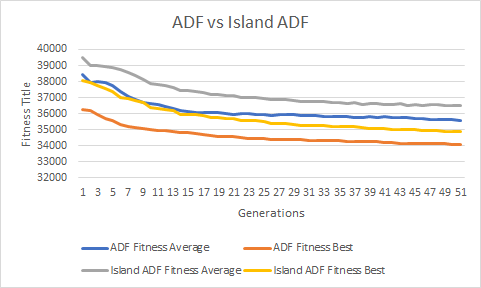 ADF vs Island ADF
40000
39000
38000
37000
36000
35000
34000
33000
32000
Fitness Title
1 3 5 7 9 11 13 15 17 19 21 23 25 27 29 31 33 35 37 39 41 43 45 47 49 51
Generations
ADF Fitness Average ADF Fitness Best
Island ADF Fitness Average Island ADF Fitness Best